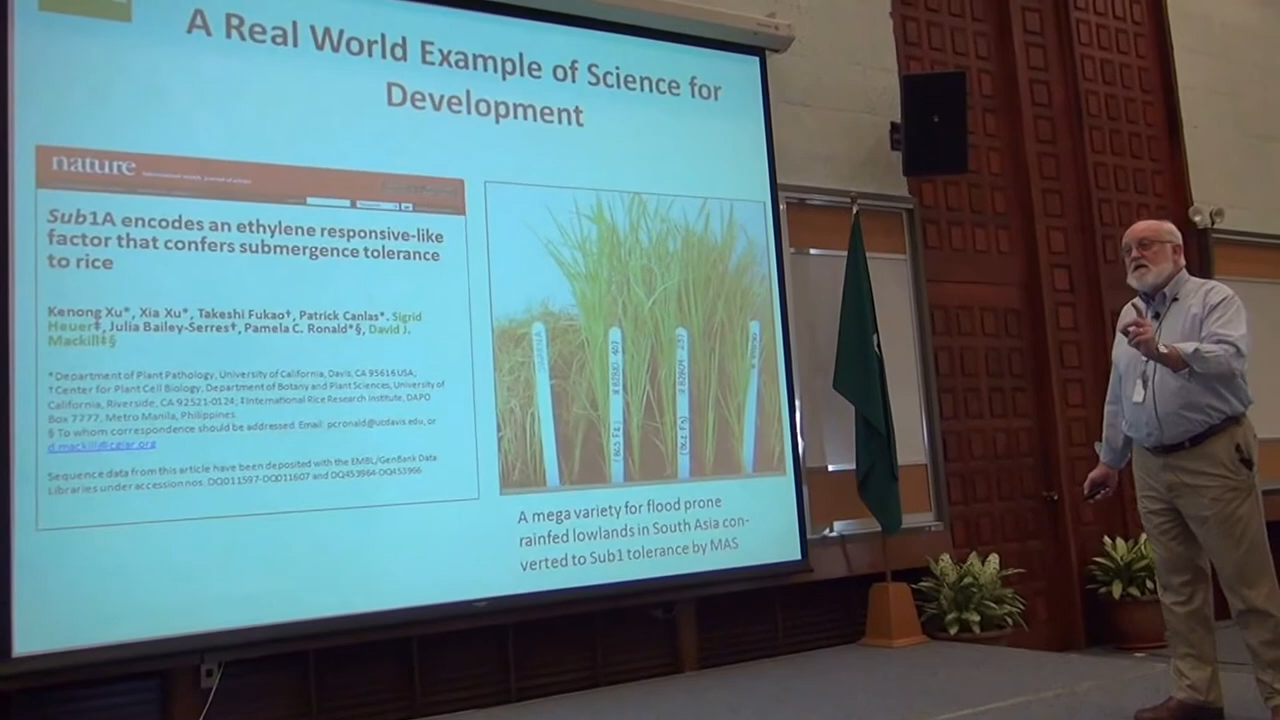 A Real World Example of Science for
Development
nature
Sub1A encodes an ethylene responsive-like
factor that confers submergence tolerance
to rice
Kenong Xu*, Xia Xu*, Takeshi Fukao†, Patrick Canlas*. Sigrid
Heuer‡, Julia Bailey-Serres†, Pamela C. Ronald*§, David J.
Mackill‡§
*Department of Plant Pathology, University of California, Davis, CA 95616 USA;
†Center for Plant Cell Biology, Department of Botany and Plant Sciences, University of
California, Riverside, CA 92521-0124; ‡International Rice Research Institute, DAPO
Box 7777, Metro Manila, Philippines
§ To whom correspondence should be addressed. Email: pcronald@ucdavis.edu, or
d.mackill@cgiar.org
Sequence data from this article have been deposited with the EMBL/GenBank Data
Libraries under accession nos. DQ011597-DQ011607 and DQ453964-DQ453966
A mega variety for flood prone
rainfed lowlands in South Asia con-
verted to Sub1 tolerance by MAS